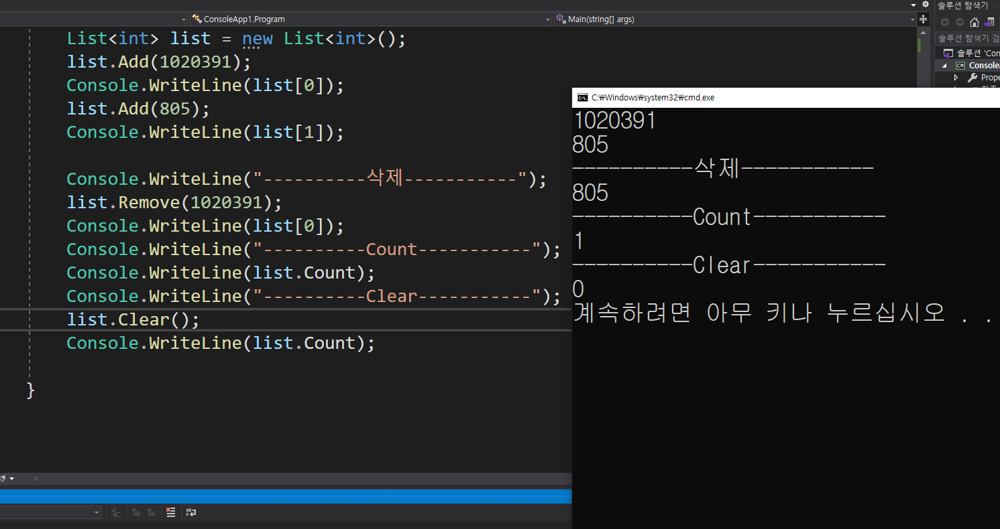 ConsoleApp1.Program
Main(string[] args)
솔루션 탐색기
솔루션 탐색기 검
솔루션 'Con
Console
Prope
List<int> list = new List<int>();
list.Add(1020391);
Console.WriteLine(list[0]);
list.Add(805);
Console.WriteLine(list[1]);
Console.WriteLine("----------삭제-----------");
list.Remove(1020391);
Console.WriteLine(list[0]);
Console.WriteLine("----------Count-----------");
Console.WriteLine(list.Count);
Console.WriteLine("----------Clear-----------");
list.Clear();
Console.WriteLine(list.Count);
}
C:₩Windows₩system32₩cmd.exe
1020391
805
----------삭제-----------
805
----------Count-----------
1
----------Clear-----------
0
계속하려면 아무 키나 누르십시오 . .